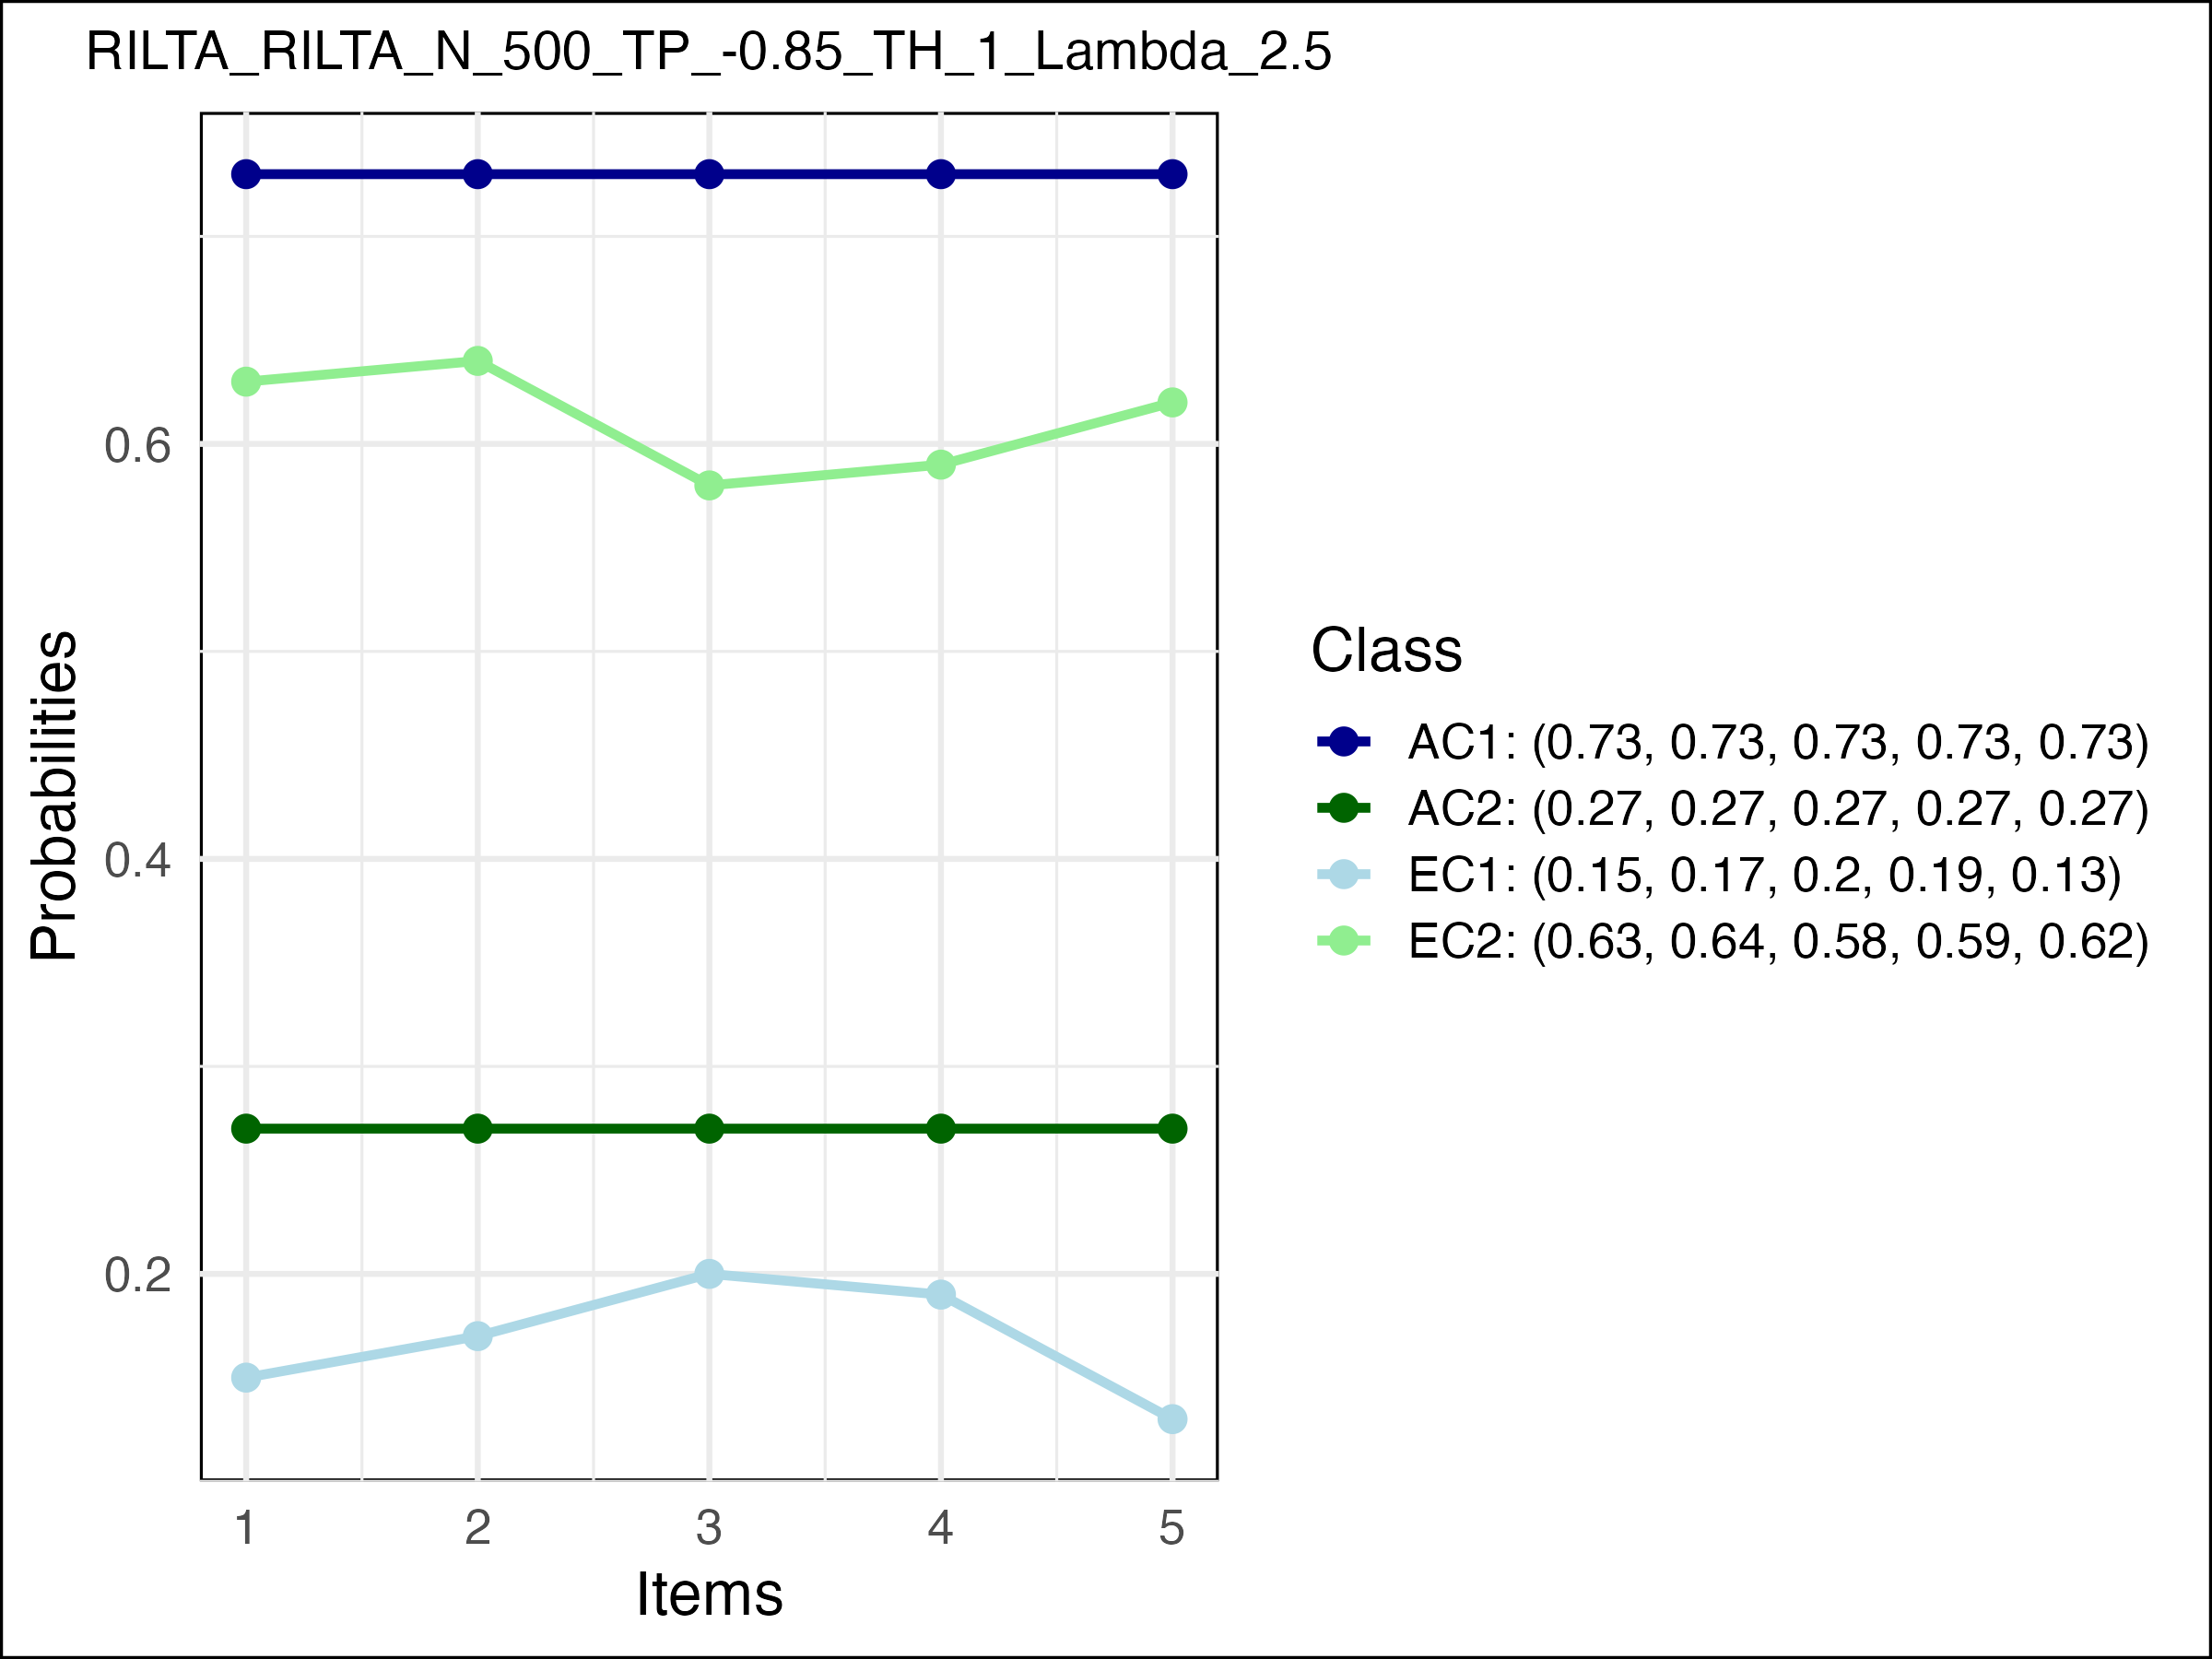 RILTA_RILTA_N_500_TP_-0.85_TH_1_Lambda_2.5
Probabilities
0.6
0.4
0.2
1 2 3 4 5
Items
Class
AC1: (0.73, 0.73, 0.73, 0.73, 0.73)
AC2: (0.27, 0.27, 0.27, 0.27, 0.27)
EC1: (0.15, 0.17, 0.2, 0.19, 0.13)
EC2: (0.63, 0.64, 0.58, 0.59, 0.62)